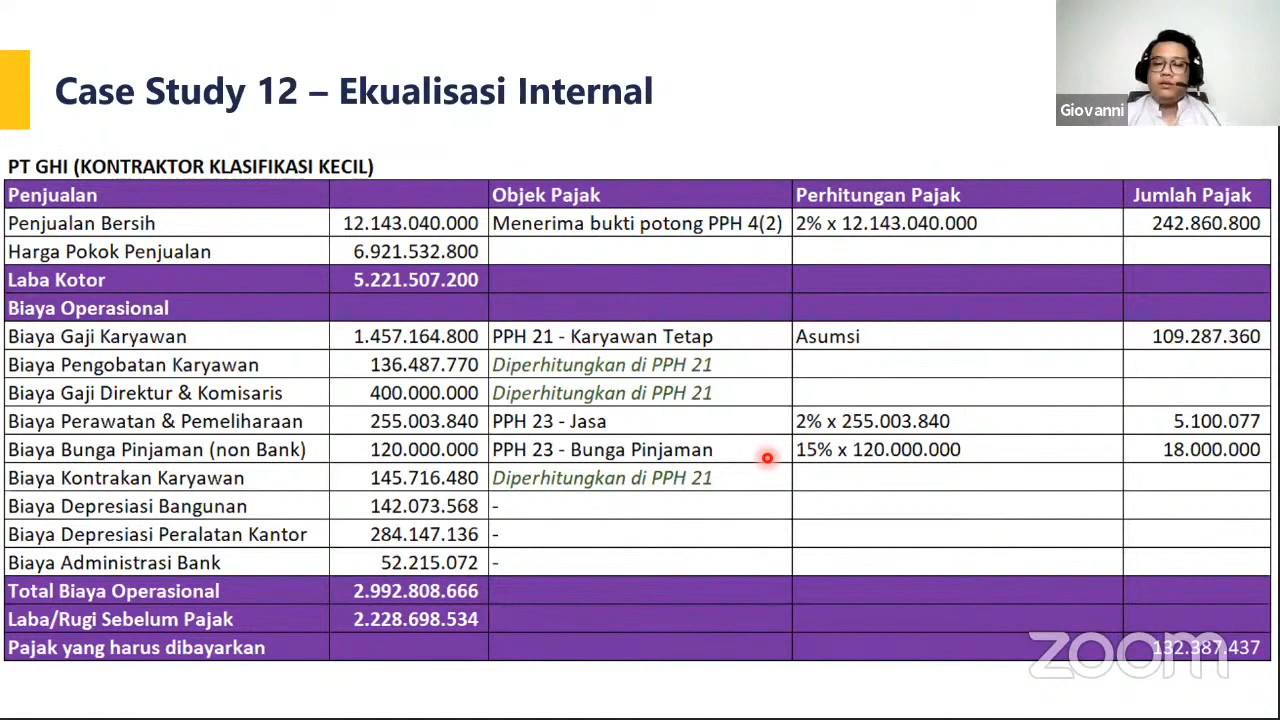 Giovanni
Case Study 12 – Ekualisasi Internal
PT GHI (KONTRAKTOR KLASIFIKASI KECIL)
Penjualan Objek Pajak Perhitungan Pajak Jumlah Pajak
Penjualan Bersih 12.143.040.000 Menerima bukti potong PPH 4(2) 2% x 12.143.040.000 242.860.800
Harga Pokok Penjualan 6.921.532.800
Laba Kotor 5.221.507.200
Biaya Operasional
Biaya Gaji Karyawan 1.457.164.800 PPH 21 - Karyawan Tetap Asumsi 109.287.360
Biaya Pengobatan Karyawan 136.487.770 Diperhitungkan di PPH 21
Biaya Gaji Direktur & Komisaris 400.000.000 Diperhitungkan di PPH 21
Biaya Perawatan & Pemeliharaan 255.003.840 PPH 23 - Jasa 2% x 255.003.840 5.100.077
Biaya Bunga Pinjaman (non Bank) 120.000.000 PPH 23 - Bunga Pinjaman 15% x 120.000.000 18.000.000
Biaya Kontrakan Karyawan 145.716.480 Diperhitungkan di PPH 21
Biaya Depresiasi Bangunan 142.073.568 -
Biaya Depresiasi Peralatan Kantor 284.147.136 -
Biaya Administrasi Bank 52.215.072 -
Total Biaya Operasional 2.992.808.666
Laba/Rugi Sebelum Pajak 2.228.698.534
Pajak yang harus dibayarkan 132.387.437
zoom